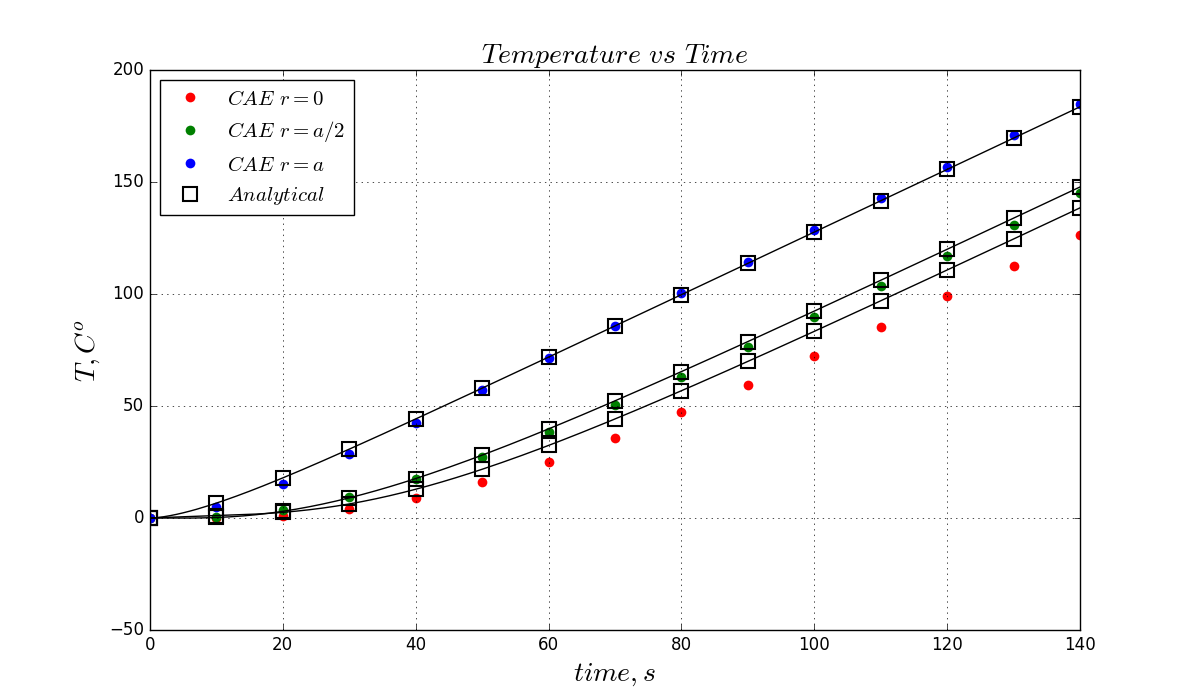 Temperature vs Time
200
150
100
50
0
−50
T, C^o
CAE r = 0
CAE r = a/2
CAE r = a
Analytical
0 20 40 60 80 100 120 140
time, s